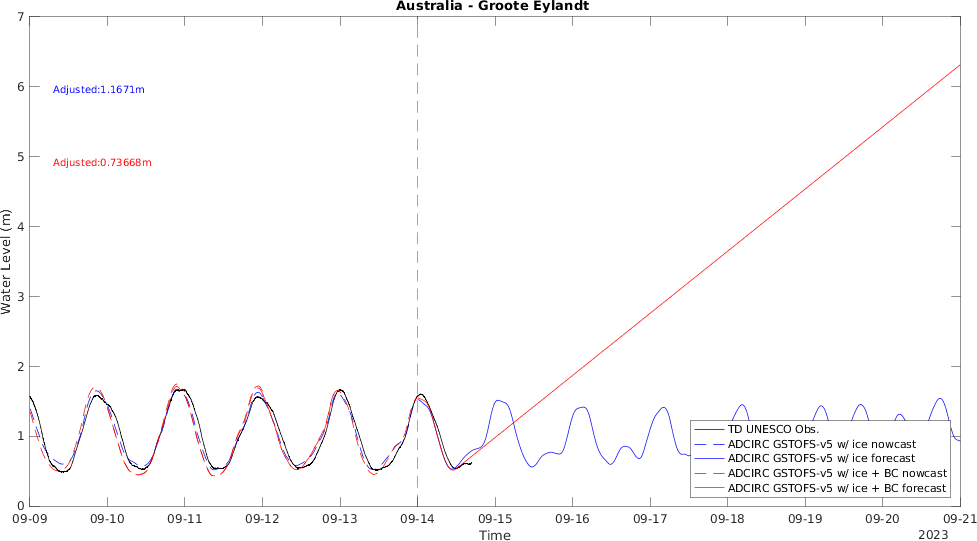 Australia - Groote Eylandt
7
6
5
4
3
2
1
0
Water Level (m)
Adjusted:1.1671m
Adjusted:0.73668m
TD UNESCO Obs.
ADCIRC GSTOFS-v5 w/ ice nowcast
ADCIRC GSTOFS-v5 w/ ice forecast
ADCIRC GSTOFS-v5 w/ ice + BC nowcast
ADCIRC GSTOFS-v5 w/ ice + BC forecast
09-09 09-10 09-11 09-12 09-13 09-14 09-15 09-16 09-17 09-18 09-19 09-20 09-21
Time
2023